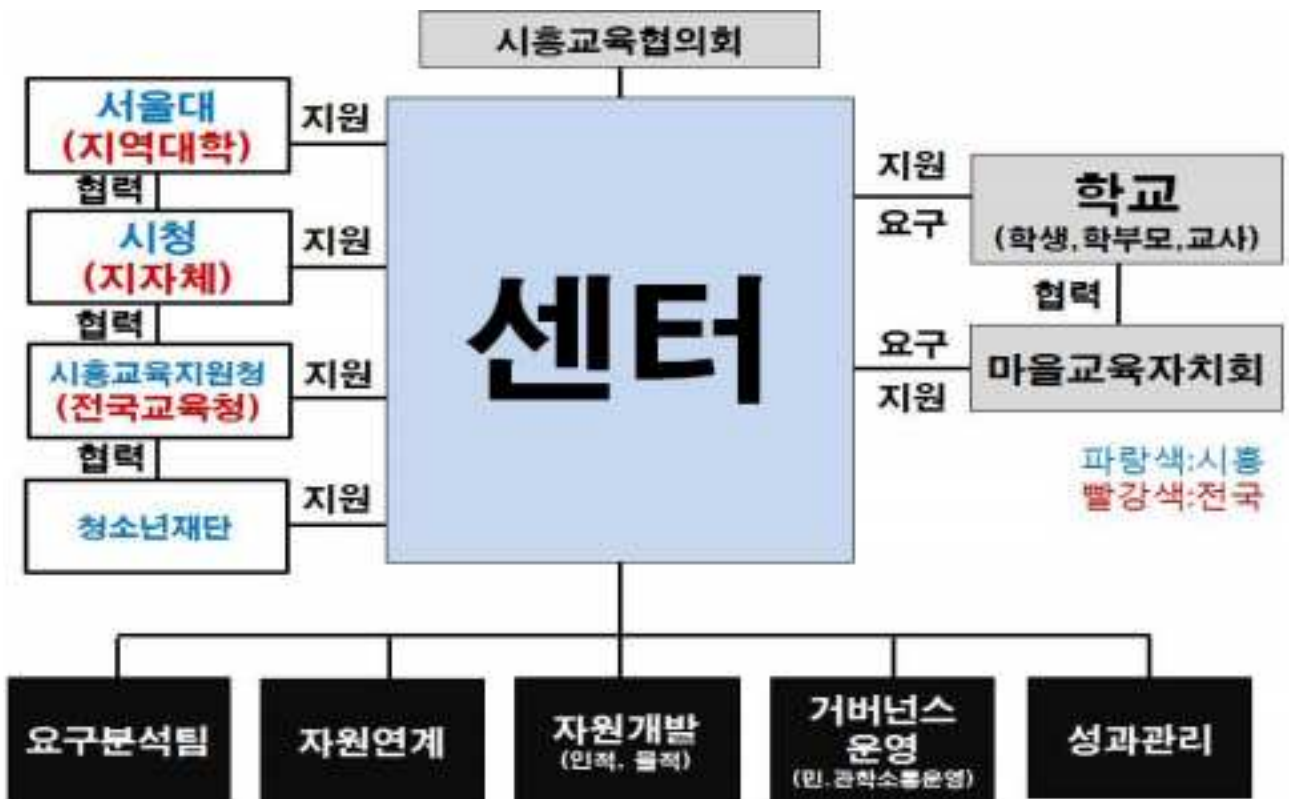 시흥교육협의회
서울대
(지역대학)
지원
협력
시청
(지자체)
지원
협력
시흥교육지원청
(전국교육청)
지원
협력
청소년재단
지원
센터
지원
요구
학교
(학생,학부모,교사)
협력
요구
지원
마을교육자치회
파랑색:시흥
빨강색:전국
요구분석팀
자원연계
자원개발
(인적, 물적)
거버넌스
운영
(민.관학소통운영)
성과관리